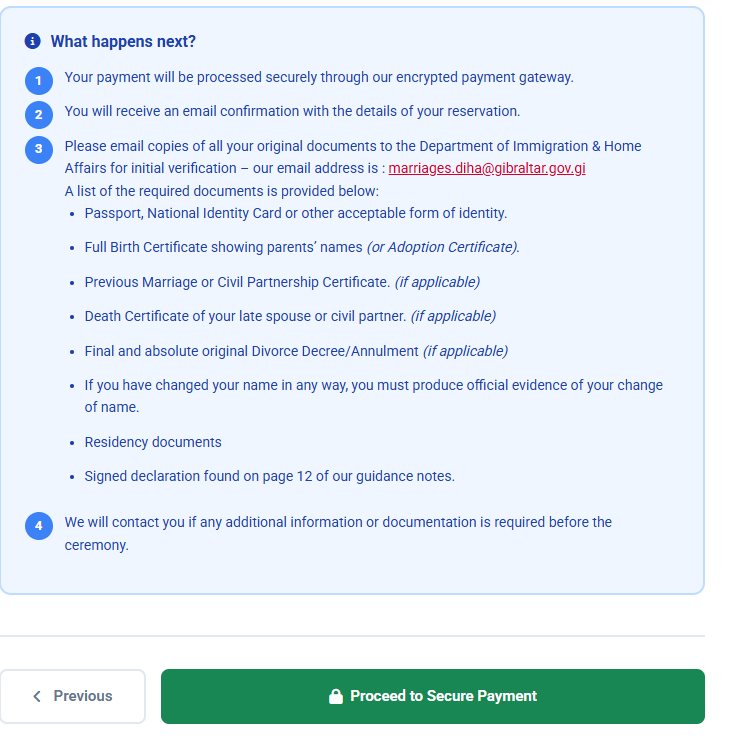 What happens next?
1 Your payment will be processed securely through our encrypted payment gateway.
2 You will receive an email confirmation with the details of your reservation.
3 Please email copies of all your original documents to the Department of Immigration & Home
Affairs for initial verification – our email address is : marriages.diha@gibraltar.gov.gi
A list of the required documents is provided below:
• Passport, National Identity Card or other acceptable form of identity.
• Full Birth Certificate showing parents’ names (or Adoption Certificate).
• Previous Marriage or Civil Partnership Certificate. (if applicable)
• Death Certificate of your late spouse or civil partner. (if applicable)
• Final and absolute original Divorce Decree/Annulment (if applicable)
• If you have changed your name in any way, you must produce official evidence of your change
of name.
• Residency documents
• Signed declaration found on page 12 of our guidance notes.
4 We will contact you if any additional information or documentation is required before the
ceremony.
Previous
Proceed to Secure Payment